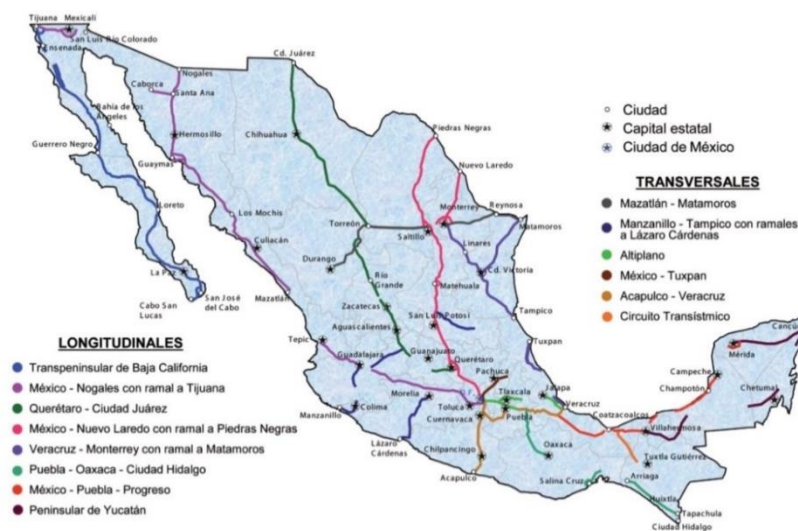 Tijuana Mexicali
San Luis Río Colorado
Ensenada
Nogales
Cd. Juárez
Caborca
Santa Ana
Bahía de los
Ángeles
Hermosillo
Chihuahua
Piedras Negras
Guerrero Negro
Guaymas
Nuevo Laredo
Loreto
Los Mochis
Monterrey
Reynosa
Torreón
Saltillo
Matamoros
Culiacán
Linares
Durango
La Paz
Río
Grande
Cd. Victoria
Matehuala
Cabo San
Lucas
San José
del Cabo
Mazatlán
Zacatecas
Tampico
San Luis Potosí
Aguascalientes
Tepic
Tuxpan
Guadalajara
Guanajuato
Querétaro
Pachuca
Cancún
Mérida
Campeche
Morelia
D.F.
Tlaxcala
Jalapa
Champotón
Chetumal
Manzanillo
Colima
Toluca
Veracruz
Coatzacoalcos
Cuernavaca
Puebla
Villahermosa
Lázaro
Cárdenas
Chilpancingo
Oaxaca
Tuxtla Gutiérrez
Acapulco
Salina Cruz
Arriaga
Huixtla
Tapachula
Ciudad Hidalgo
Ciudad
Capital estatal
Ciudad de México
TRANSVERSALES
Mazatlán - Matamoros
Manzanillo - Tampico con ramales
a Lázaro Cárdenas
Altiplano
México - Tuxpan
Acapulco - Veracruz
Circuito Transístmico
LONGITUDINALES
Transpeninsular de Baja California
México - Nogales con ramal a Tijuana
Querétaro - Ciudad Juárez
México - Nuevo Laredo con ramal a Piedras Negras
Veracruz - Monterrey con ramal a Matamoros
Puebla - Oaxaca - Ciudad Hidalgo
México - Puebla - Progreso
Peninsular de Yucatán